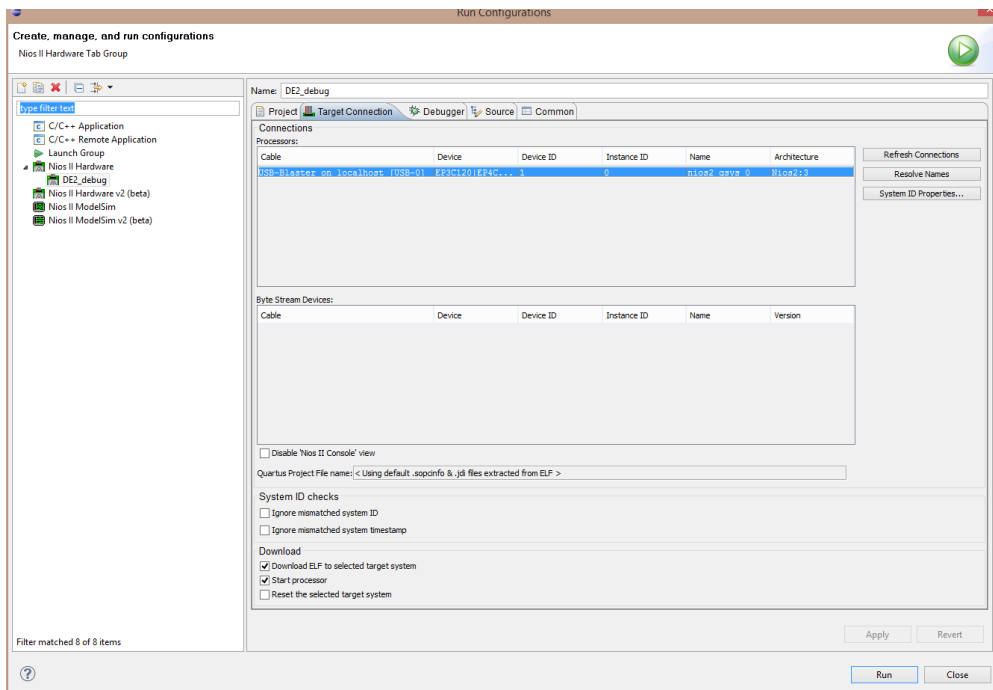 Run Configurations
Create, manage, and run configurations
Nios II Hardware Tab Group
type filter text
C/C++ Application
C/C++ Remote Application
Launch Group
Nios II Hardware
DE2_debug
Nios II Hardware v2 (beta)
Nios II ModelSim
Nios II ModelSim v2 (beta)
Filter matched 8 of 8 items
Name: DE2_debug
Project Target Connection Debugger Source Common
Connections
Processors:
Cable Device Device ID Instance ID Name Architecture
USB-Blaster on localhost [USB-0] EP3C120|EP4C... 1 0 nios2_qsys_0 Nios2:3
Refresh Connections
Resolve Names
System ID Properties...
Byte Stream Devices:
Cable Device Device ID Instance ID Name Version
Disable 'Nios II Console' view
Quartus Project File name: < Using default .sopcinfo & .jdi files extracted from ELF >
System ID checks
Ignore mismatched system ID
Ignore mismatched system timestamp
Download
Download ELF to selected target system
Start processor
Reset the selected target system
Apply Revert
Run Close